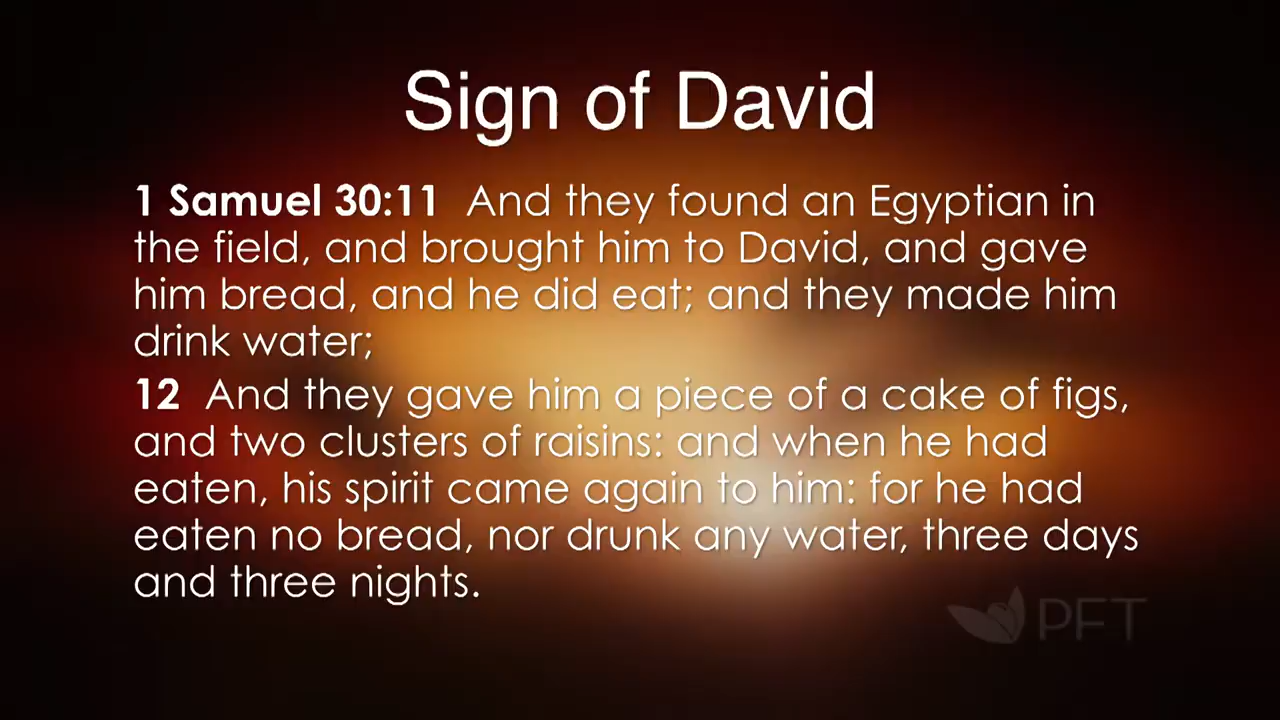 Sign of David
1 Samuel 30:11  And they found an Egyptian in
the field, and brought him to David, and gave
him bread, and he did eat; and they made him
drink water;
12  And they gave him a piece of a cake of figs,
and two clusters of raisins: and when he had
eaten, his spirit came again to him: for he had
eaten no bread, nor drunk any water, three days
and three nights.
PFT